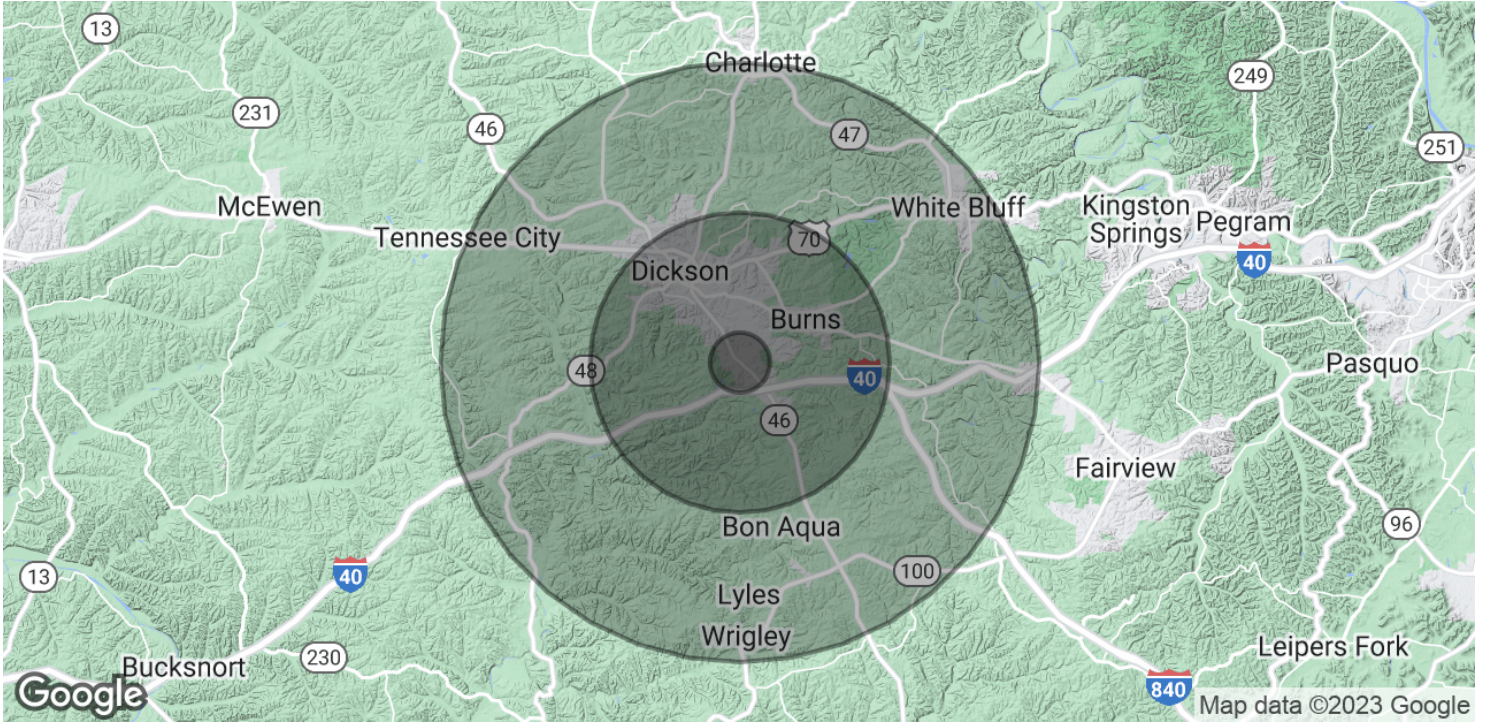 13
Charlotte
249
231
46
47
251
McEwen
White Bluff
Kingston
Springs
Pegram
Tennessee City
70
40
Dickson
Burns
Pasquo
48
40
46
Fairview
Bon Aqua
96
40
13
100
Lyles
Wrigley
Leipers Fork
230
Bucksnort
840
Google
Map data ©2023 Google